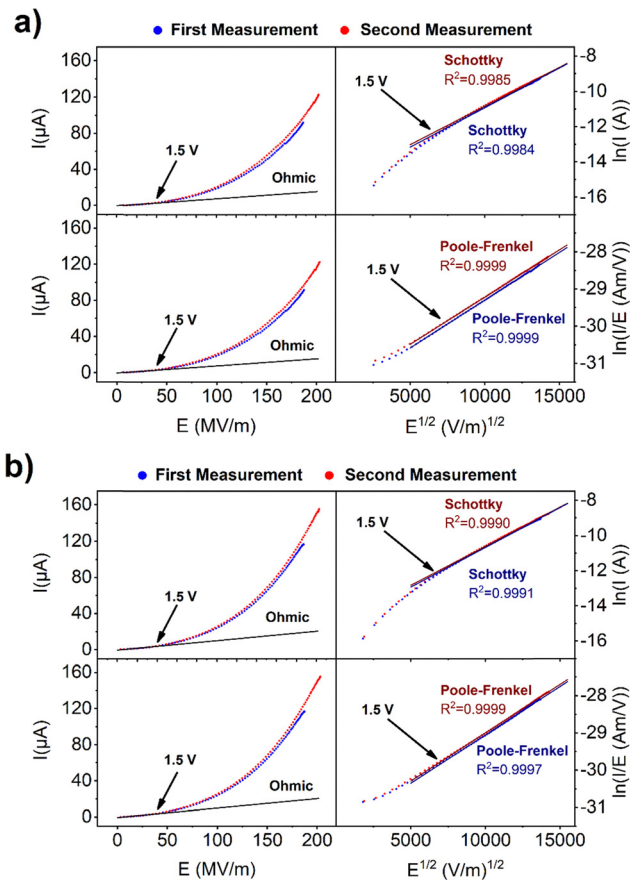 a)
First Measurement Second Measurement
160
120
80
40
0
I(μA)
1.5 V
Ohmic
Schottky
R²=0.9985
1.5 V
Schottky
R²=0.9984
-8
-10
-12
-14
-16
ln(I (A))
160
120
80
40
0
I(μA)
1.5 V
Ohmic
0 50 100 150 200
E (MV/m)
Poole-Frenkel
R²=0.9999
1.5 V
Poole-Frenkel
R²=0.9999
-28
-29
-30
-31
ln(I/E (Am/V))
5000 10000 15000
E1/2 (V/m)1/2
b)
First Measurement Second Measurement
160
120
80
40
0
I(μA)
1.5 V
Ohmic
Schottky
R²=0.9990
1.5 V
Schottky
R²=0.9991
-8
-10
-12
-14
-16
ln(I (A))
160
120
80
40
0
I(μA)
1.5 V
Ohmic
0 50 100 150 200
E (MV/m)
Poole-Frenkel
R²=0.9999
1.5 V
Poole-Frenkel
R²=0.9997
-28
-29
-30
-31
ln(I/E (Am/V))
5000 10000 15000
E1/2 (V/m)1/2